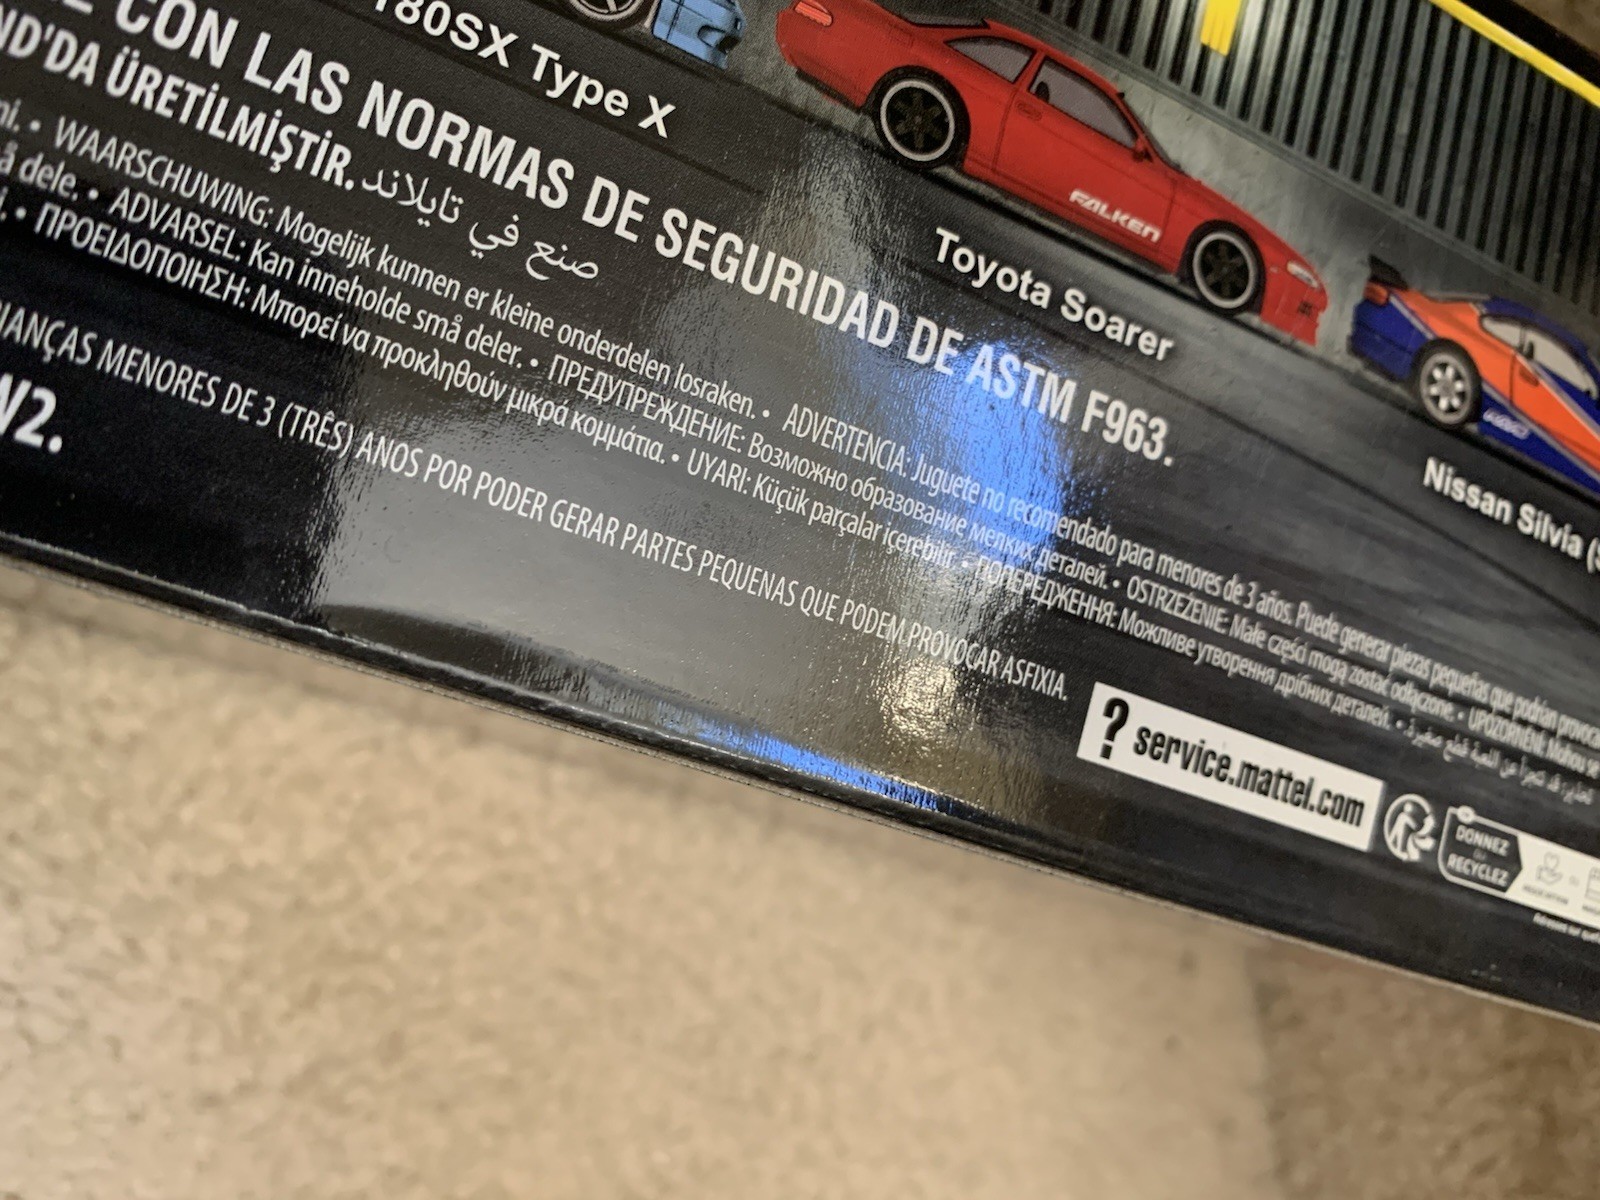 180SX Type X
FALKEN
Toyota Soarer
Nissan Silvia
CON LAS NORMAS DE SEGURIDAD DE ASTM F963.
ND'DA ÜRETİLMİŞTİR. صنع في تايلاند
• WAARSCHUWING: Mogelijk kunnen er kleine onderdelen losraken. • ADVERTENCIA: Juguete no recomendado para menores de 3 años. Puede generar piezas pequeñas que podrían provoca
å dele. • ADVARSEL: Kan inneholde små deler. • ПРЕДУПРЕЖДЕНИЕ: Возможно образование мелких деталей. • OSTRZEŻENIE: Małe części mogą zostać odłączone. • UPOZORNĚNÍ: Mohou se
• ΠΡΟΕΙΔΟΠΟΙΗΣΗ: Μπορεί να προκληθούν μικρά κομμάτια. • UYARI: Küçük parçalar içerebilir. • ПОПЕРЕДЖЕННЯ: Можливе утворення дрібних деталей. •
IANÇAS MENORES DE 3 (TRÊS) ANOS POR PODER GERAR PARTES PEQUENAS QUE PODEM PROVOCAR ASFIXIA.
W2.
? service.mattel.com
DONNEZ
ou
RECYCLEZ